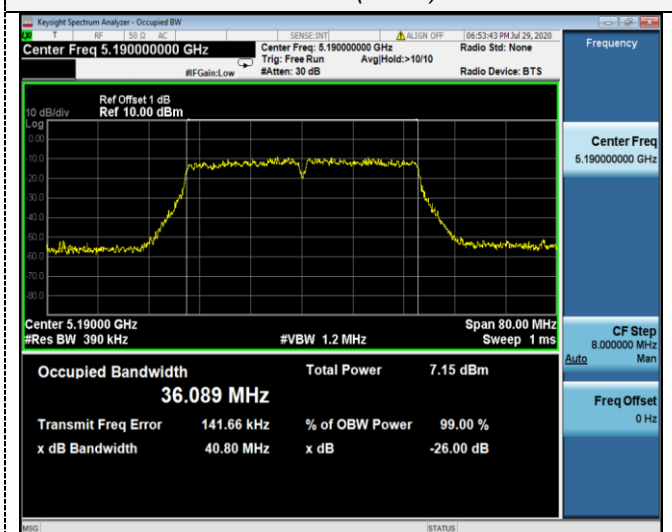 Keysight Spectrum Analyzer - Occupied BW
T RF 50 Ω AC SENSE:INT ALIGN OFF 06:53:43 PM Jul 29, 2020
Center Freq 5.190000000 GHz
Center Freq: 5.190000000 GHz
Radio Std: None
Trig: Free Run Avg|Hold:>10/10
#IFGain:Low #Atten: 30 dB
Radio Device: BTS
Frequency
Ref Offset 1 dB
10 dB/div Ref 10.00 dBm
Log
0.00
-10.0
-20.0
-30.0
-40.0
-50.0
-60.0
-70.0
-80.0
Center Freq
5.190000000 GHz
Center 5.19000 GHz Span 80.00 MHz
#Res BW 390 kHz #VBW 1.2 MHz Sweep 1 ms
CF Step
8.000000 MHz
Auto Man
Occupied Bandwidth Total Power 7.15 dBm
36.089 MHz
Transmit Freq Error 141.66 kHz % of OBW Power 99.00 %
x dB Bandwidth 40.80 MHz x dB -26.00 dB
Freq Offset
0 Hz
MSG STATUS